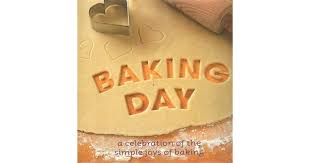 BAKING
DAY
a celebration of the
simple joys of baking